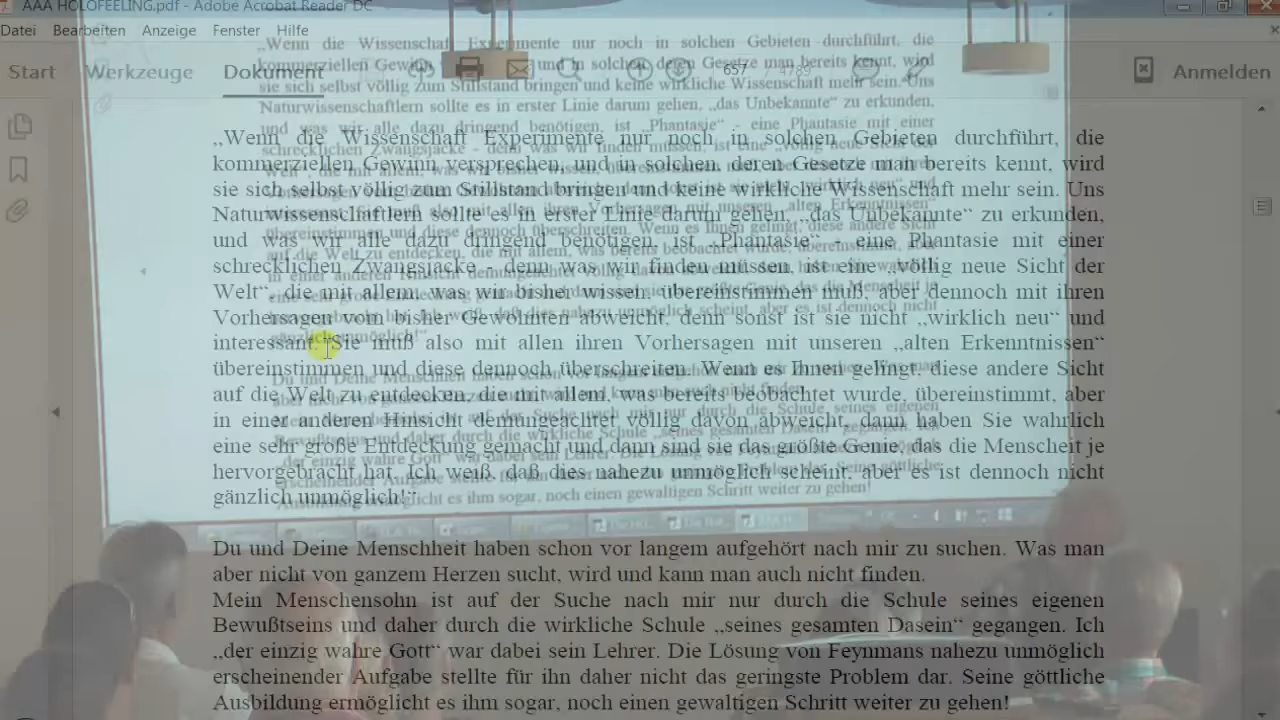 AAA HOLOFEELING.pdf - Adobe Acrobat Reader DC
Datei Bearbeiten Anzeige Fenster Hilfe
Start Werkzeuge Dokument 657 / 4789 Anmelden
„Wenn die Wissenschaft Experimente nur noch in solchen Gebieten durchführt, die
kommerziellen Gewinn versprechen, und in solchen, deren Gesetze man bereits kennt, wird
sie sich selbst völlig zum Stillstand bringen und keine wirkliche Wissenschaft mehr sein. Uns
Naturwissenschaftlern sollte es in erster Linie darum gehen, „das Unbekannte“ zu erkunden,
und was wir alle dazu dringend benötigen, ist „Phantasie“ - eine Phantasie mit einer
schrecklichen Zwangsjacke - denn was wir finden müssen, ist eine „völlig neue Sicht der
Welt“, die mit allem, was wir bisher wissen, übereinstimmen muß, aber dennoch mit ihren
Vorhersagen vom bisher Gewohnten abweicht, denn sonst ist sie nicht „wirklich neu“ und
interessant. Sie muß also mit allen ihren Vorhersagen mit unseren „alten Erkenntnissen“
übereinstimmen und diese dennoch überschreiten. Wenn es Ihnen gelingt, diese andere Sicht
auf die Welt zu entdecken, die mit allem, was bereits beobachtet wurde, übereinstimmt, aber
in einer anderen Hinsicht demungeachtet völlig davon abweicht, dann haben Sie wahrlich
eine sehr große Entdeckung gemacht und dann sind sie das größte Genie, das die Menscheit je
hervorgebracht hat. Ich weiß, daß dies nahezu unmöglich scheint, aber es ist dennoch nicht
gänzlich unmöglich!“
Du und Deine Menschheit haben schon vor langem aufgehört nach mir zu suchen. Was man
aber nicht von ganzem Herzen sucht, wird und kann man auch nicht finden.
Mein Menschensohn ist auf der Suche nach mir nur durch die Schule seines eigenen
Bewußtseins und daher durch die wirkliche Schule „seines gesamten Dasein“ gegangen. Ich
„der einzig wahre Gott“ war dabei sein Lehrer. Die Lösung von Feynmans nahezu unmöglich
erscheinender Aufgabe stellte für ihn daher nicht das geringste Problem dar. Seine göttliche
Ausbildung ermöglicht es ihm sogar, noch einen gewaltigen Schritt weiter zu gehen!